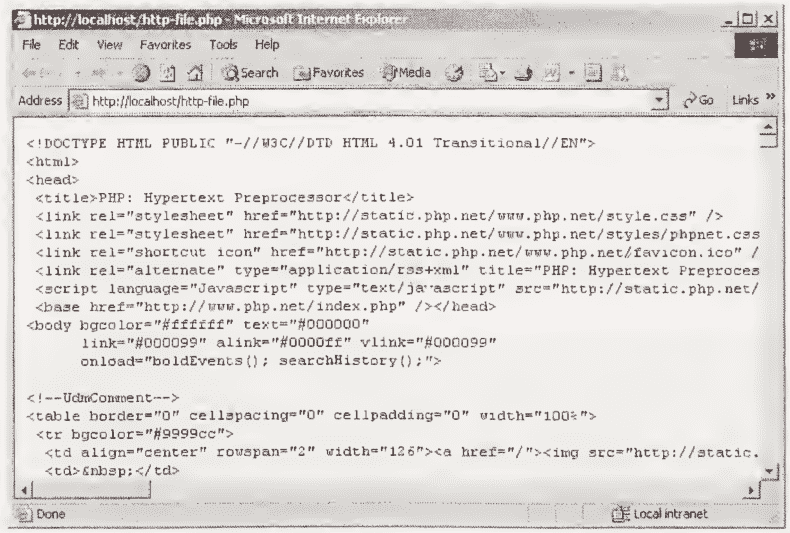 http://localhost/http-file.php - Microsoft Internet Explorer
File Edit View Favorites Tools Help
Search Favorites Media
Address http://localhost/http-file.php Go Links »
<!DOCTYPE HTML PUBLIC "-//W3C//DTD HTML 4.01 Transitional//EN">
<html>
<head>
<title>PHP: Hypertext Preprocessor</title>
<link rel="stylesheet" href="http://static.php.net/www.php.net/style.css" />
<link rel="stylesheet" href="http://static.php.net/www.php.net/styles/phpnet.css
<link rel="shortcut icon" href="http://static.php.net/www.php.net/favicon.ico" /
<link rel="alternate" type="application/rss+xml" title="PHP: Hypertext Preproces
<script language="Javascript" type="text/javascript" src="http://static.php.net/
<base href="http://www.php.net/index.php" /></head>
<body bgcolor="#ffffff" text="#000000"
link="#000099" alink="#0000ff" vlink="#000099"
onload="boldEvents(); searchHistory();">
<!--UdmComment-->
<table border="0" cellspacing="0" cellpadding="0" width="100%">
<tr bgcolor="#9999cc">
<td align="center" rowspan="2" width="126"><a href="/"><img src="http://static.
<td>&nbsp;</td>
Done Local intranet